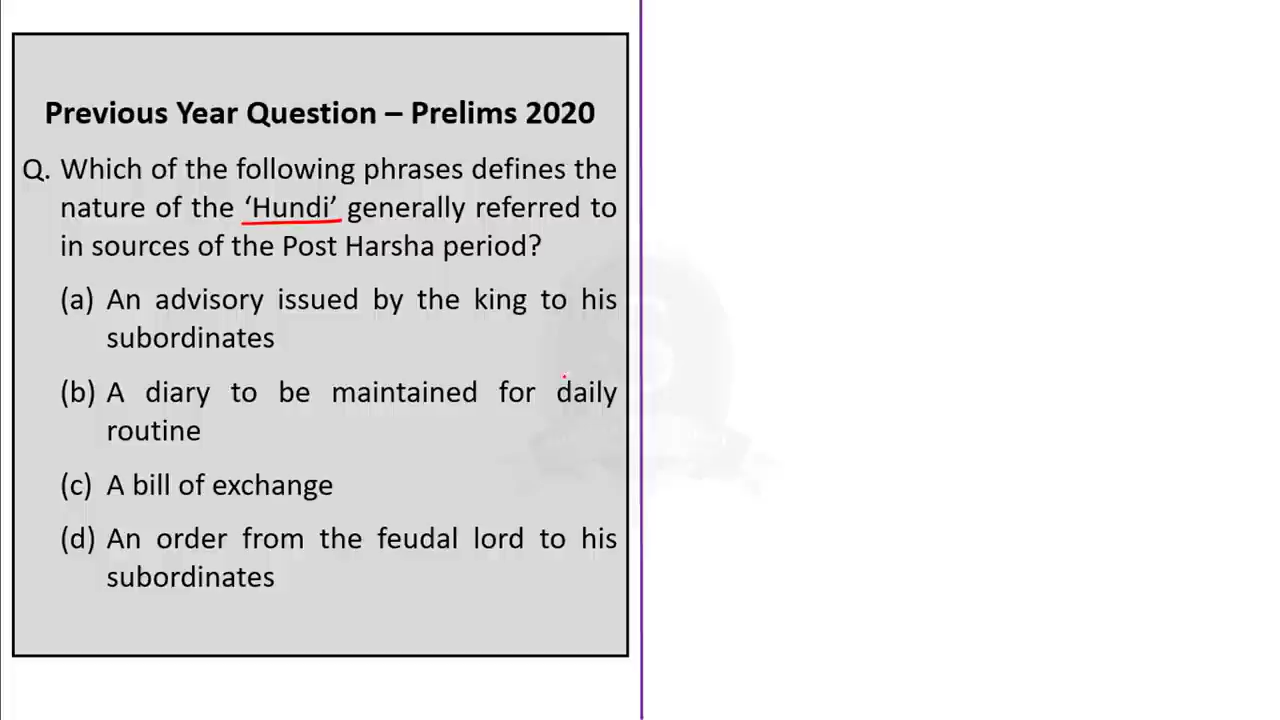 Previous Year Question – Prelims 2020
Q. Which of the following phrases defines the
nature of the ‘Hundi’ generally referred to
in sources of the Post Harsha period?
(a) An advisory issued by the king to his
subordinates
(b) A diary to be maintained for daily
routine
(c) A bill of exchange
(d) An order from the feudal lord to his
subordinates